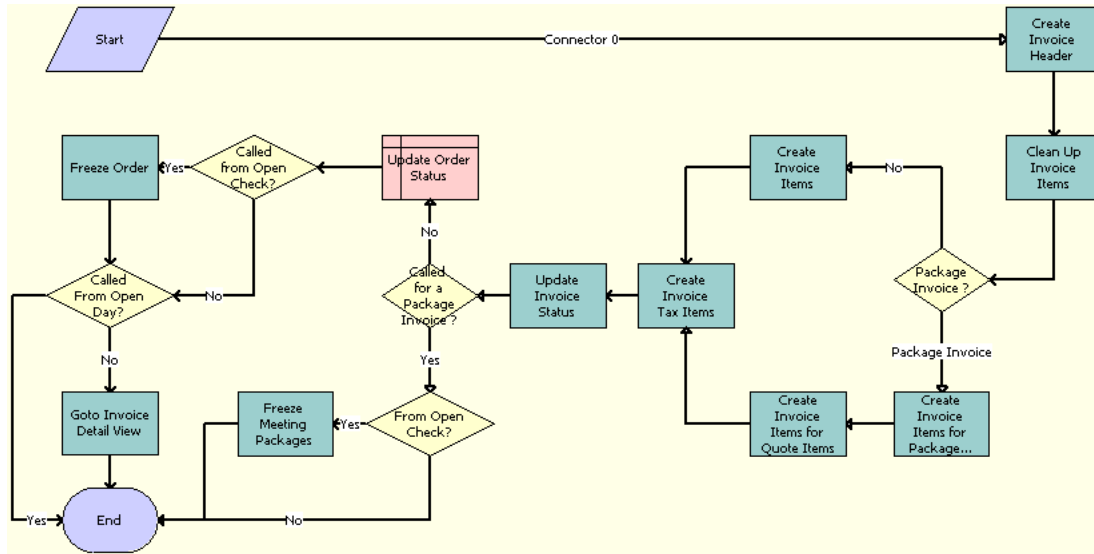 Start
Connector 0
Create
Invoice
Header
Freeze Order
Yes
Called
from Open
Check?
Update Order
Status
Create
Invoice
Items
No
Clean Up
Invoice
Items
No
Called
From Open
Day?
No
Called
for a
Package
Invoice ?
Update
Invoice
Status
Create
Invoice
Tax Items
Package
Invoice ?
No
Yes
Package Invoice
Goto Invoice
Detail View
Freeze
Meeting
Packages
Yes
From Open
Check?
Create
Invoice
Items for
Quote Items
Create
Invoice
Items for
Package...
Yes
End
No